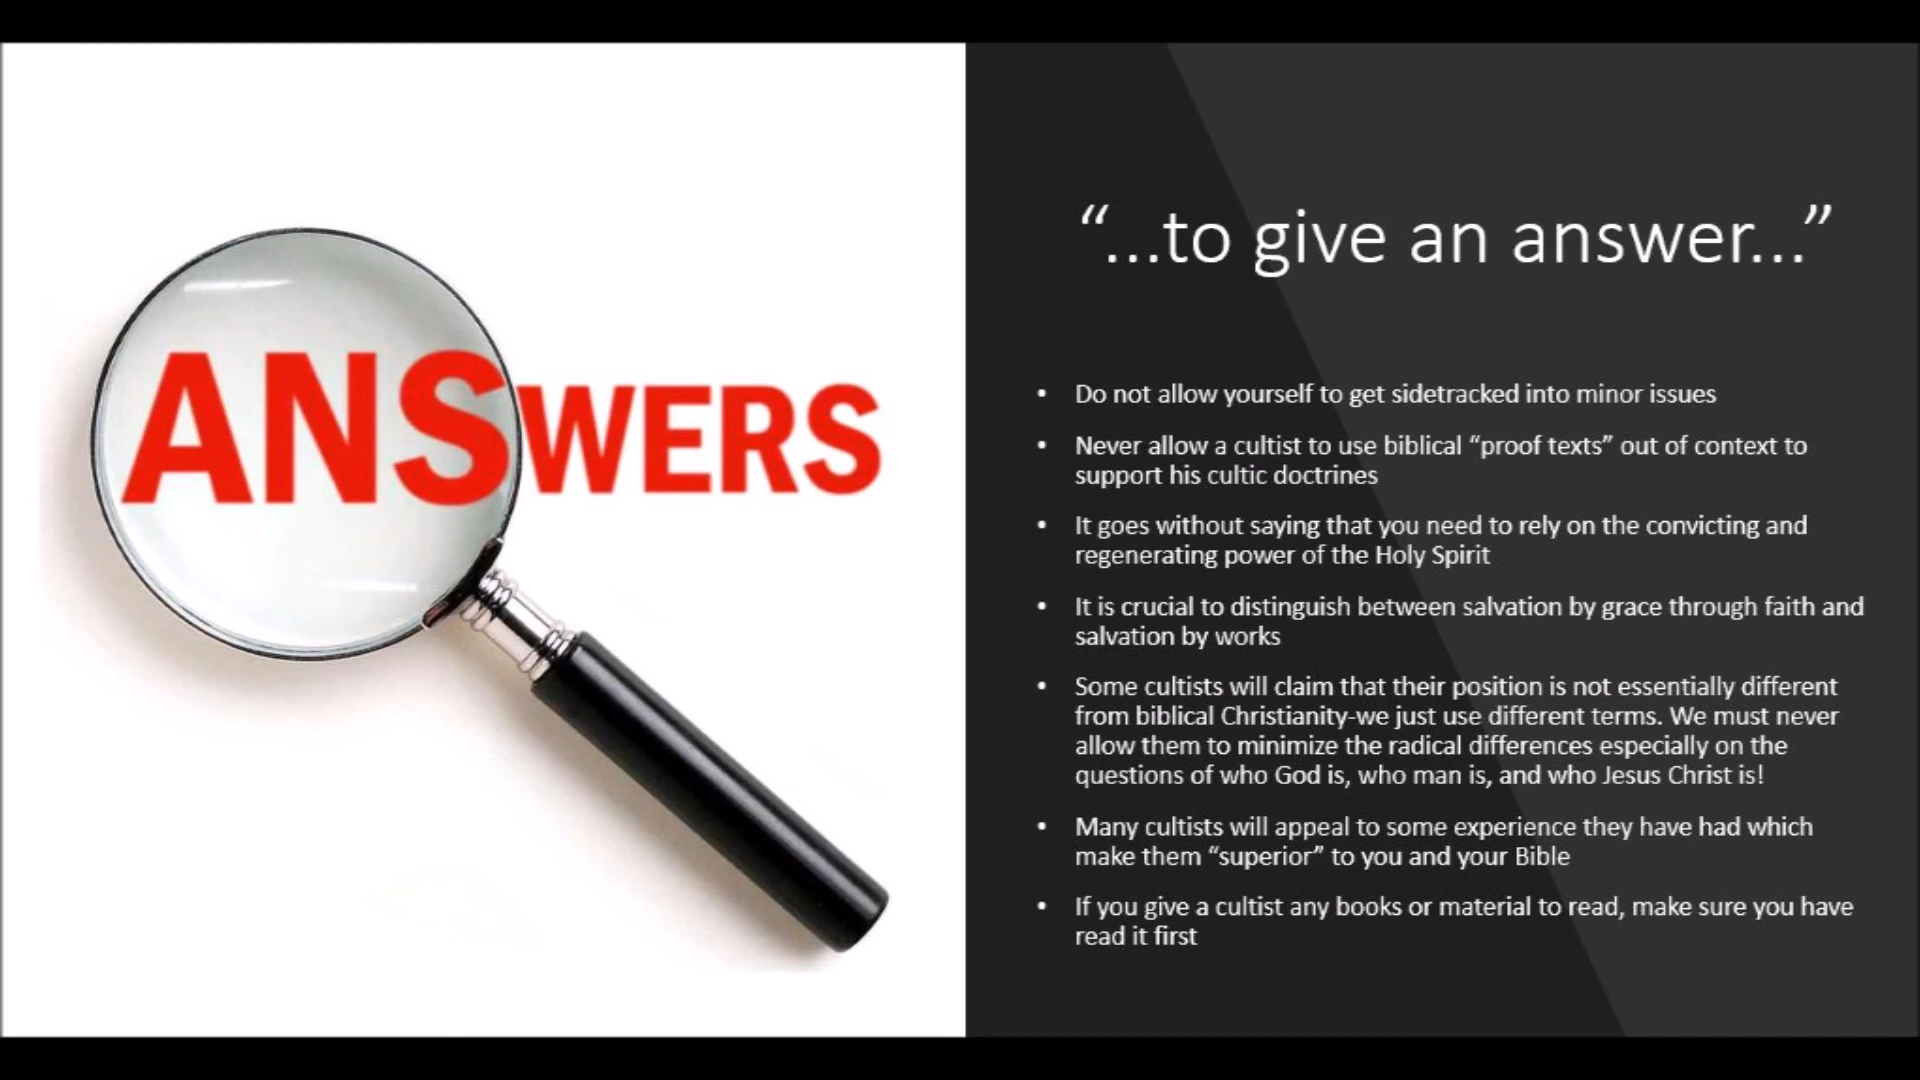 ANSWERS
“...to give an answer...”
• Do not allow yourself to get sidetracked into minor issues
• Never allow a cultist to use biblical “proof texts” out of context to
support his cultic doctrines
• It goes without saying that you need to rely on the convicting and
regenerating power of the Holy Spirit
• It is crucial to distinguish between salvation by grace through faith and
salvation by works
• Some cultists will claim that their position is not essentially different
from biblical Christianity-we just use different terms. We must never
allow them to minimize the radical differences especially on the
questions of who God is, who man is, and who Jesus Christ is!
• Many cultists will appeal to some experience they have had which
make them “superior” to you and your Bible
• If you give a cultist any books or material to read, make sure you have
read it first